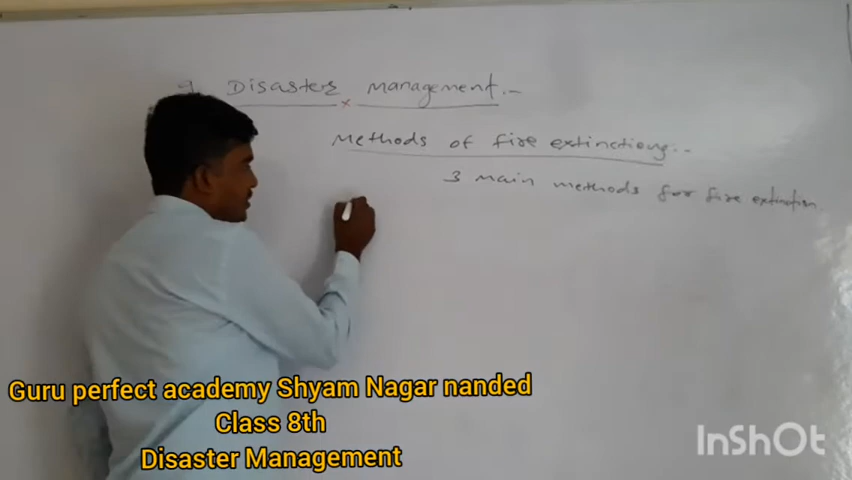 9 Disasters management:-
Methods of fire extinctions:-
3 main methods for fire extinction.
Guru perfect academy Shyam Nagar nanded
Class 8th
Disaster Management
InShOt